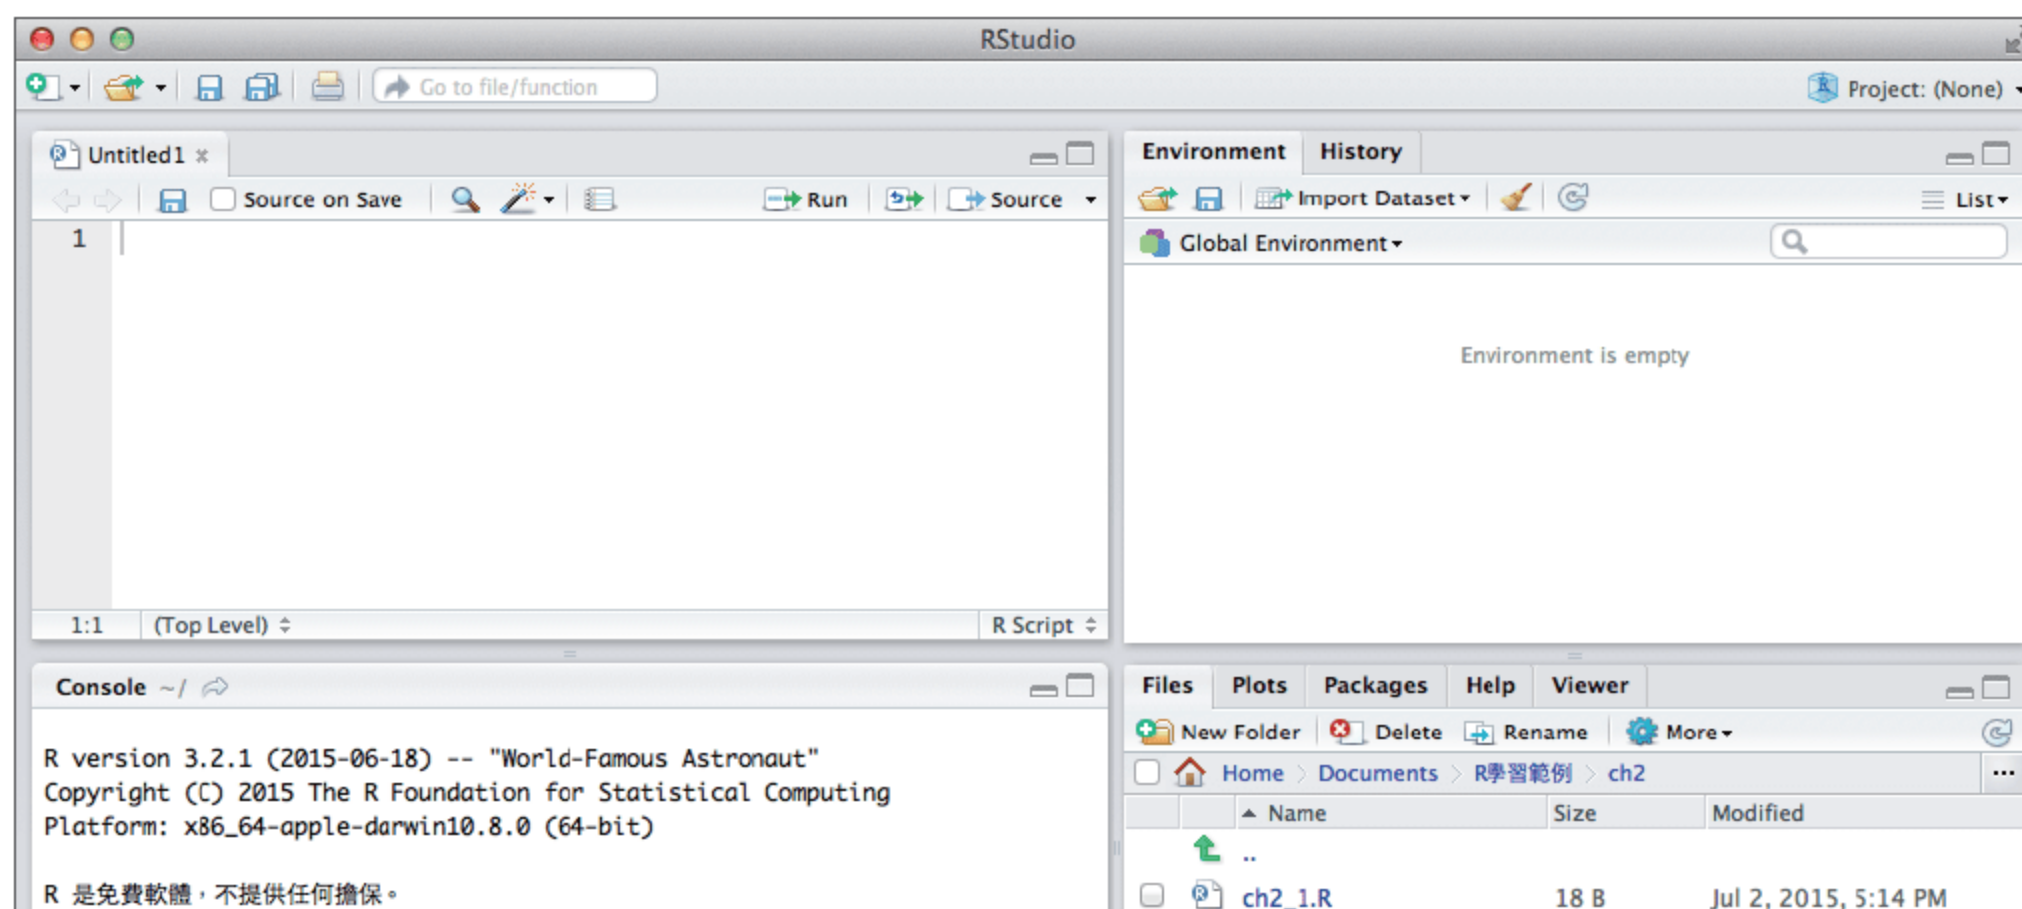 RStudio
Go to file/function
Project: (None)
Untitled1
Source on Save
Run
Source
1
1:1
(Top Level)
R Script
Environment
History
Import Dataset
List
Global Environment
Environment is empty
Console ~/
R version 3.2.1 (2015-06-18) -- "World-Famous Astronaut"
Copyright (C) 2015 The R Foundation for Statistical Computing
Platform: x86_64-apple-darwin10.8.0 (64-bit)
R 是免費軟體，不提供任何擔保。
Files
Plots
Packages
Help
Viewer
New Folder
Delete
Rename
More
Home
Documents
R學習範例
ch2
...
Name
Size
Modified
..
ch2_1.R
18 B
Jul 2, 2015, 5:14 PM